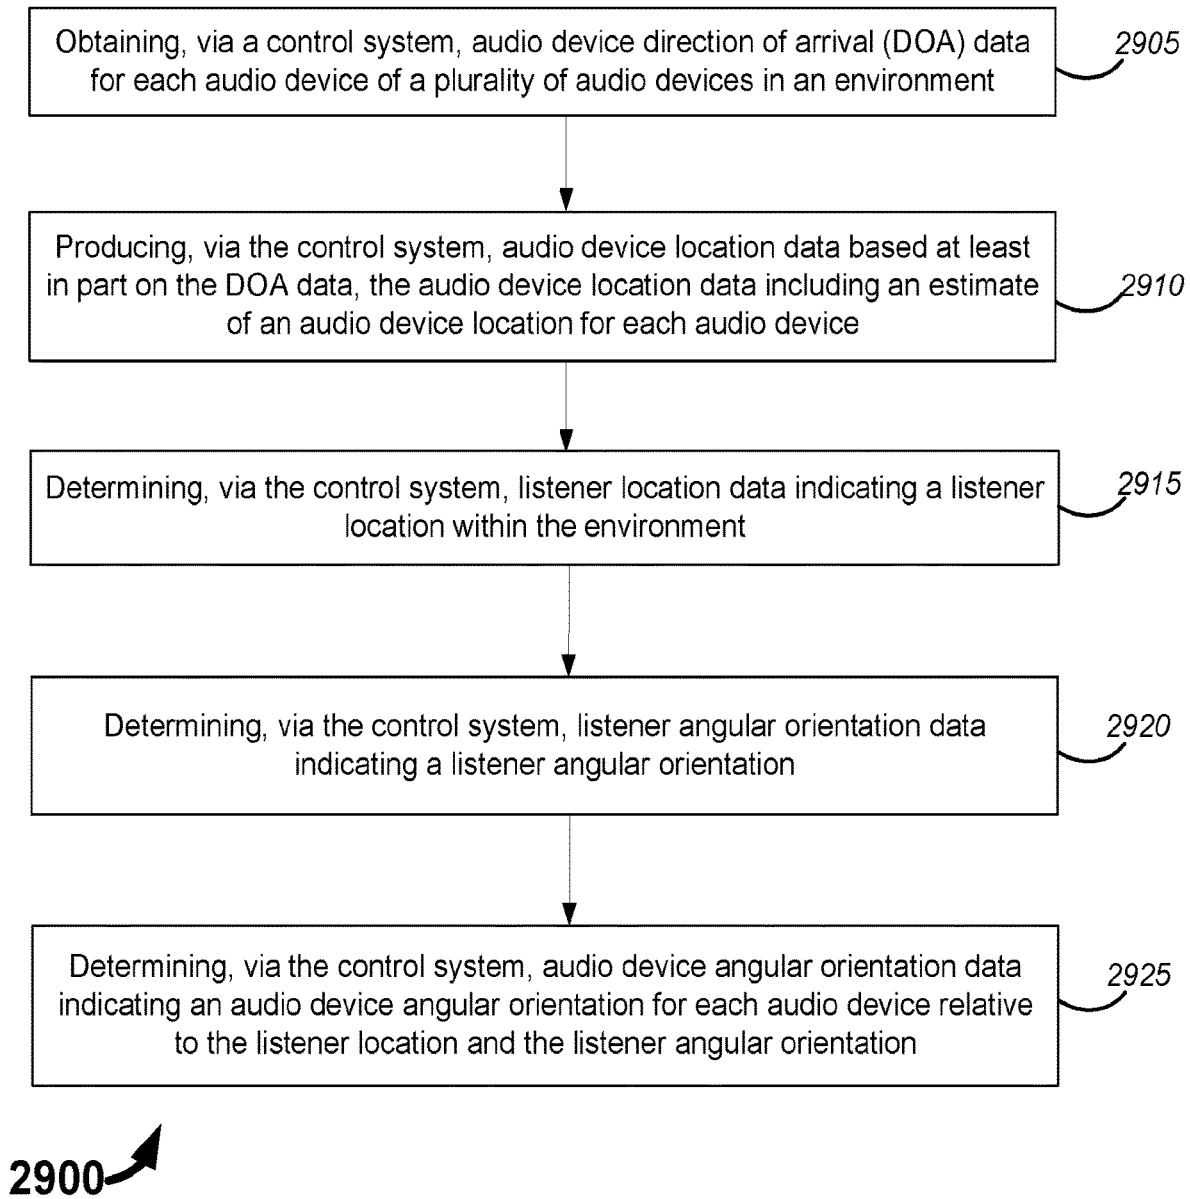 Obtaining, via a control system, audio device direction of arrival (DOA) data
for each audio device of a plurality of audio devices in an environment
2905
Producing, via the control system, audio device location data based at least
in part on the DOA data, the audio device location data including an estimate
of an audio device location for each audio device
2910
Determining, via the control system, listener location data indicating a listener
location within the environment
2915
Determining, via the control system, listener angular orientation data
indicating a listener angular orientation
2920
Determining, via the control system, audio device angular orientation data
indicating an audio device angular orientation for each audio device relative
to the listener location and the listener angular orientation
2925
2900